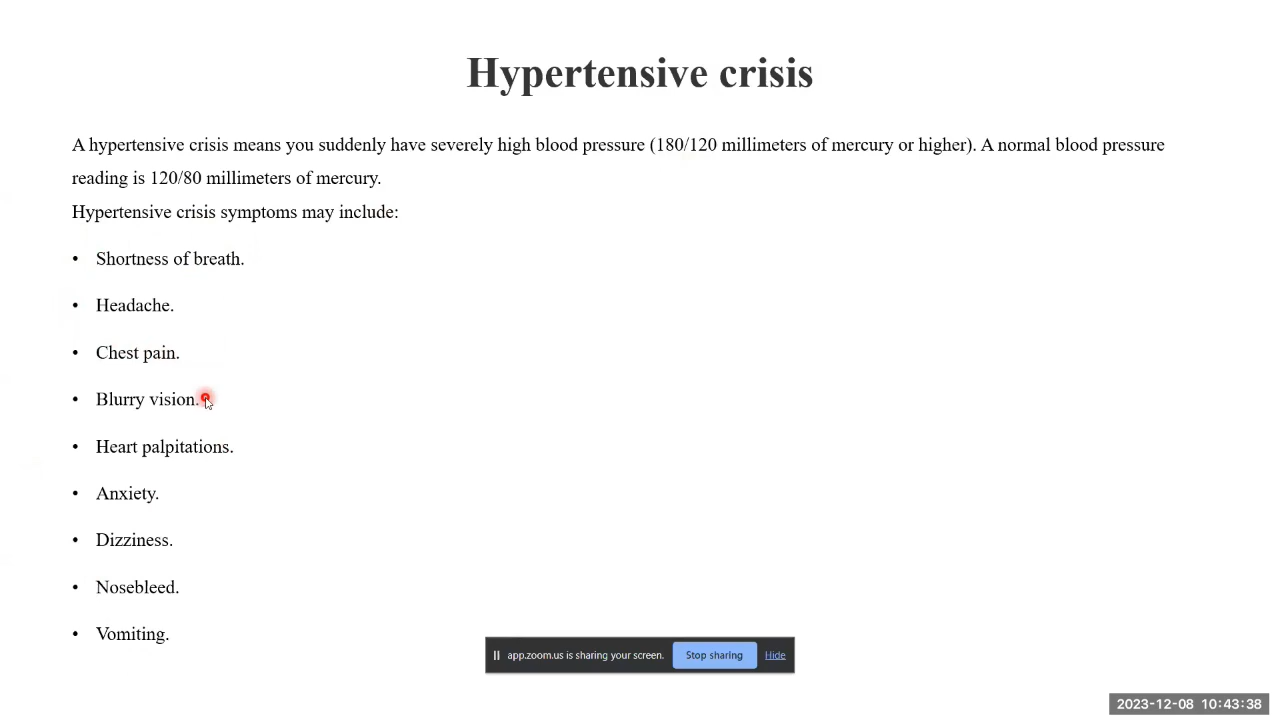 Hypertensive crisis
A hypertensive crisis means you suddenly have severely high blood pressure (180/120 millimeters of mercury or higher). A normal blood pressure
reading is 120/80 millimeters of mercury.
Hypertensive crisis symptoms may include:
• Shortness of breath.
• Headache.
• Chest pain.
• Blurry vision.
• Heart palpitations.
• Anxiety.
• Dizziness.
• Nosebleed.
• Vomiting.
app.zoom.us is sharing your screen. Stop sharing Hide
2023-12-08 10:43:38